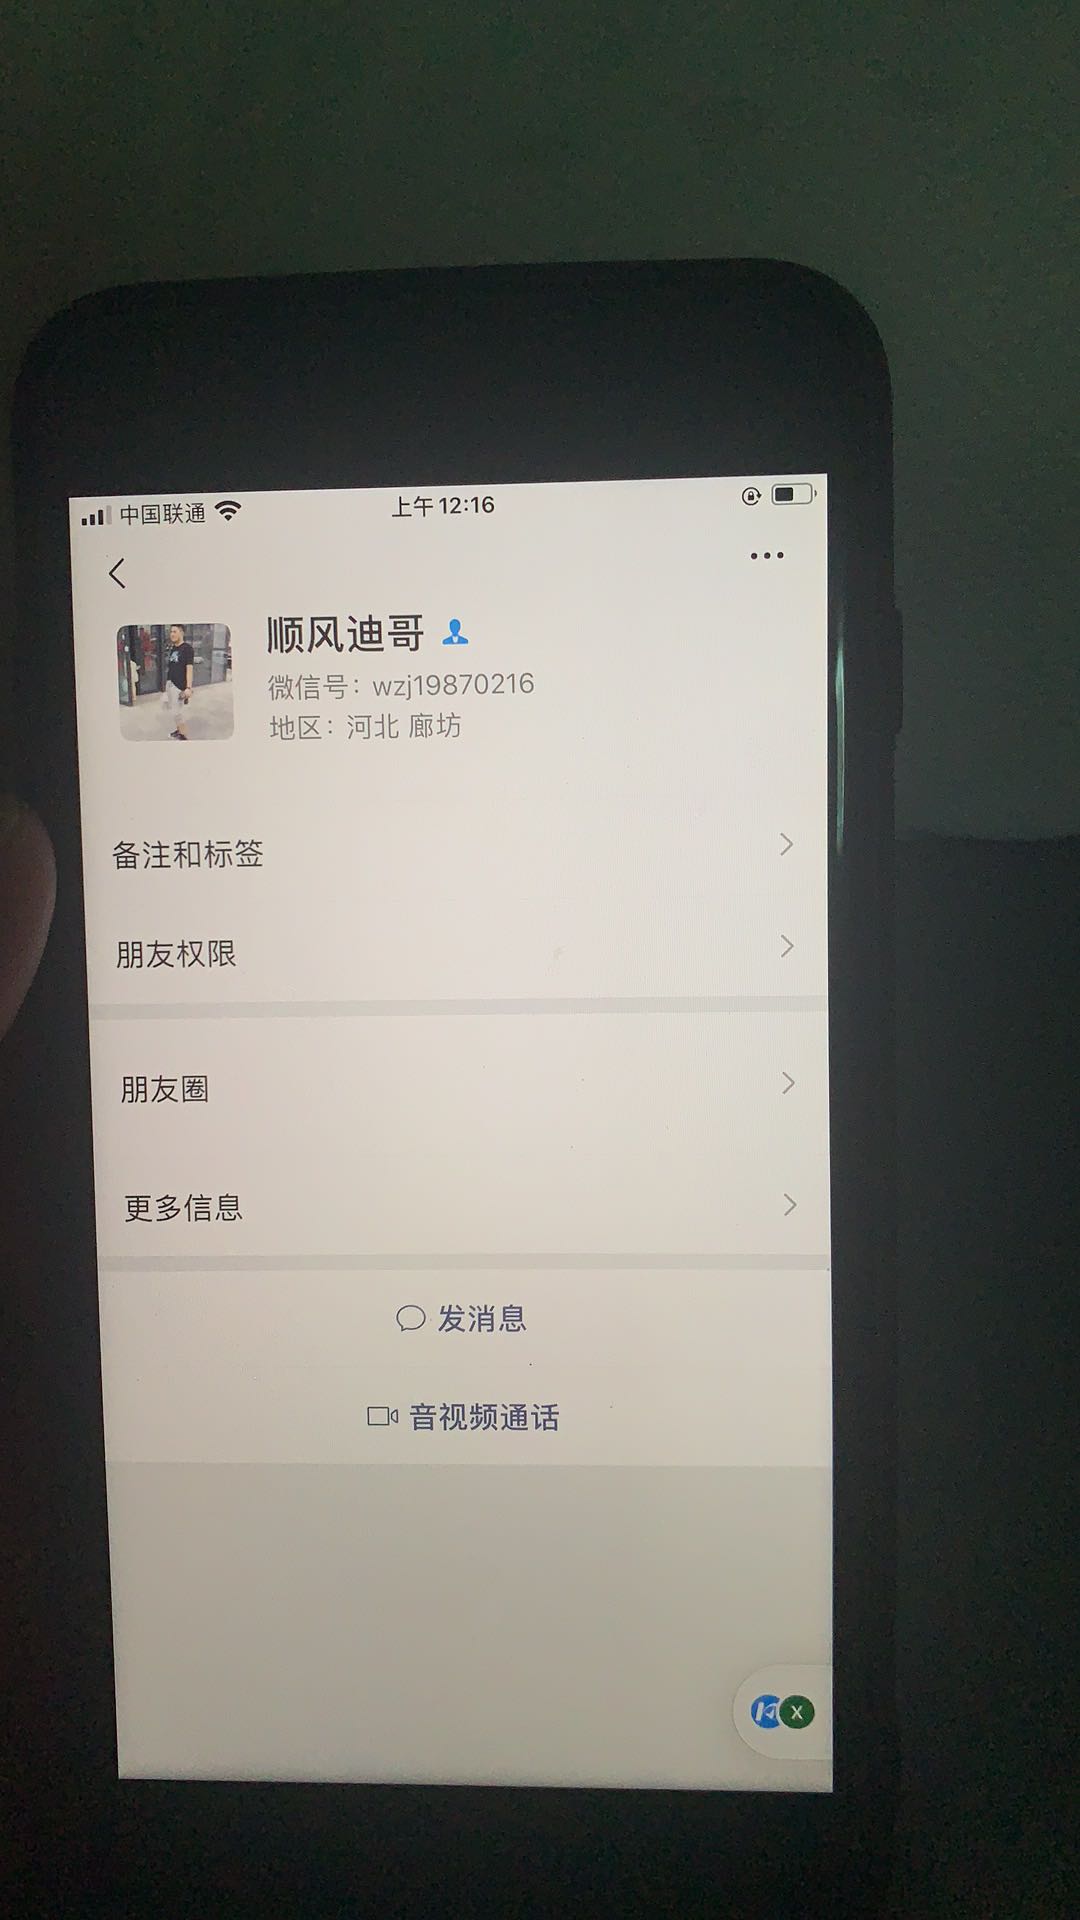 中国联通 上午12:16
顺风迪哥
微信号：wzj19870216
地区：河北 廊坊
备注和标签
朋友权限
朋友圈
更多信息
发消息
音视频通话
X